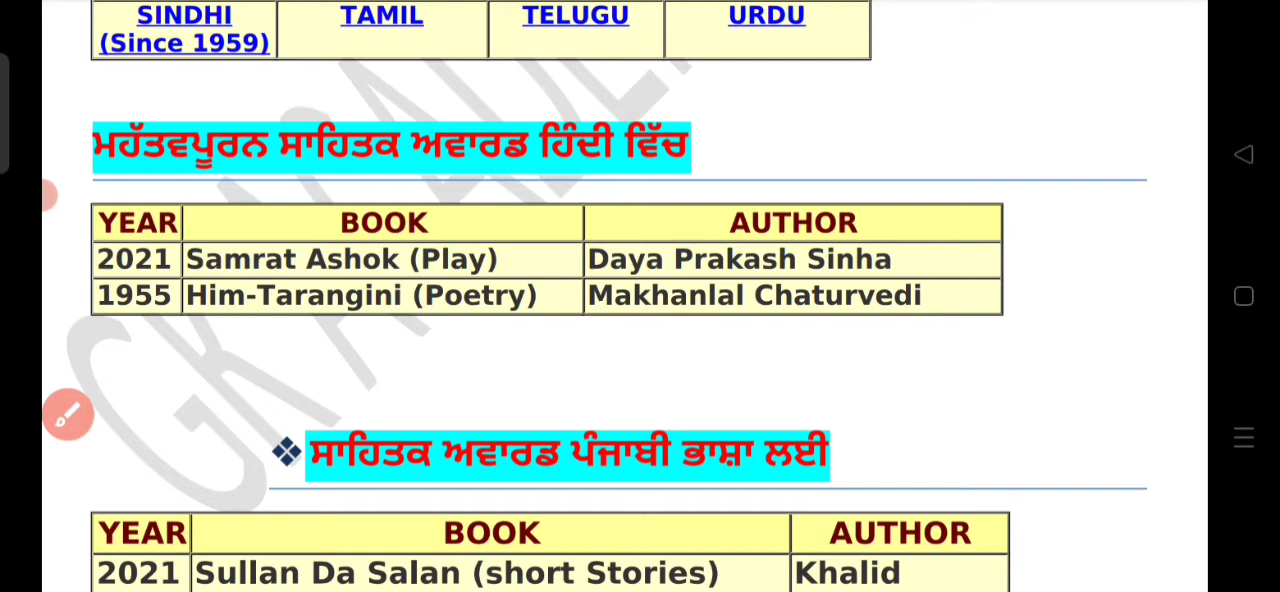 SINDHI TAMIL TELUGU URDU
(Since 1959)
ਮਹੱਤਵਪੂਰਨ ਸਾਹਿਤਕ ਅਵਾਰਡ ਹਿੰਦੀ ਵਿੱਚ
YEAR BOOK AUTHOR
2021 Samrat Ashok (Play) Daya Prakash Sinha
1955 Him-Tarangini (Poetry) Makhanlal Chaturvedi
❖ ਸਾਹਿਤਕ ਅਵਾਰਡ ਪੰਜਾਬੀ ਭਾਸ਼ਾ ਲਈ
YEAR BOOK AUTHOR
2021 Sullan Da Salan (short Stories) Khalid